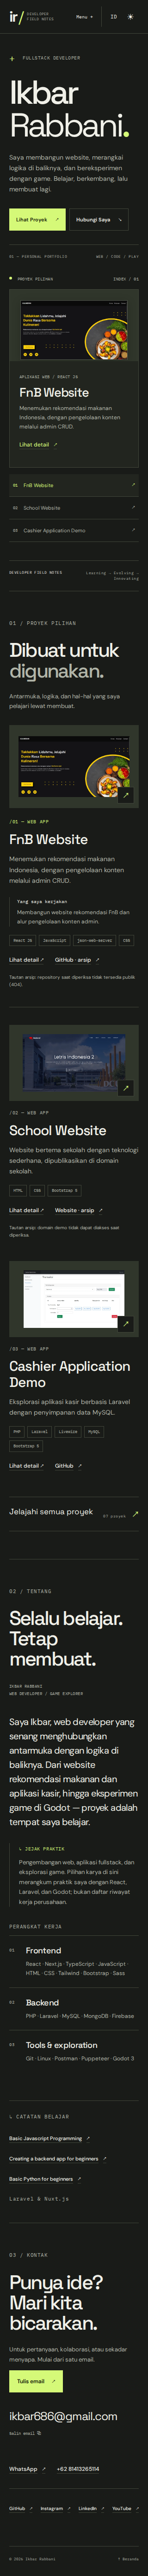 ir/
DEVELOPER
FIELD NOTES
Menu +
ID
FULLSTACK DEVELOPER
Ikbar
Rabbani.
Saya membangun website, merangkai
logika di baliknya, dan bereksperimen
dengan game. Belajar, berkembang, lalu
membuat lagi.
Lihat Proyek ↗
Hubungi Saya ↘
01 — PERSONAL PORTFOLIO
WEB / CODE / PLAY
PROYEK PILIHAN
INDEX / 01
APLIKASI WEB / REACT JS
FnB Website
Menemukan rekomendasi makanan
Indonesia, dengan pengelolaan konten
melalui admin CRUD.
Lihat detail ↗
01 FnB Website ↗
02 School Website ↗
03 Cashier Application Demo ↗
DEVELOPER FIELD NOTES
Learning — Evolving —
Innovating
01 / PROYEK PILIHAN
Dibuat untuk
digunakan.
Antarmuka, logika, dan hal-hal yang saya
pelajari lewat membuat.
↗
/01 — WEB APP
FnB Website
Menemukan rekomendasi makanan
Indonesia, dengan pengelolaan konten
melalui admin CRUD.
Yang saya kerjakan
Membangun website rekomendasi FnB dan
alur pengelolaan konten admin.
React JS
JavaScript
json-web-server
CSS
Lihat detail ↗
GitHub · arsip ↗
Tautan arsip: repository saat diperiksa tidak tersedia publik
(404).
Letris Indonesia 2
↗
/02 — WEB APP
School Website
Website bertema sekolah dengan teknologi
sederhana, dipublikasikan di domain
sekolah.
HTML
CSS
Bootstrap 5
Lihat detail ↗
Website · arsip ↗
Tautan arsip: domain demo tidak dapat diakses saat
diperiksa.
↗
/03 — WEB APP
Cashier Application
Demo
Eksplorasi aplikasi kasir berbasis Laravel
dengan penyimpanan data MySQL.
PHP
Laravel
Livewire
MySQL
Bootstrap 5
Lihat detail ↗
GitHub ↗
Jelajahi semua proyek
07 proyek ↗
02 / TENTANG
Selalu belajar.
Tetap
membuat.
IKBAR RABBANI
WEB DEVELOPER / GAME EXPLORER
Saya Ikbar, web developer yang
senang menghubungkan
antarmuka dengan logika di
baliknya. Dari website
rekomendasi makanan dan
aplikasi kasir, hingga eksperimen
game di Godot — proyek adalah
tempat saya belajar.
↳ JEJAK PRAKTIK
Pengembangan web, aplikasi fullstack, dan
eksplorasi game. Pilihan karya di sini
merangkum praktik saya dengan React,
Laravel, dan Godot; bukan daftar riwayat
kerja perusahaan.
PERANGKAT KERJA
01 Frontend
React · Next.js · TypeScript · JavaScript ·
HTML · CSS · Tailwind · Bootstrap · Sass
02 Backend
PHP · Laravel · MySQL · MongoDB · Firebase
03 Tools & exploration
Git · Linux · Postman · Puppeteer · Godot 3
↳ CATATAN BELAJAR
Basic Javascript Programming ↗
Creating a backend app for beginners ↗
Basic Python for beginners ↗
Laravel & Nuxt.js
03 / KONTAK
Punya ide?
Mari kita
bicarakan.
Untuk pertanyaan, kolaborasi, atau sekadar
menyapa. Mulai dari satu email.
Tulis email ↗
ikbar686@gmail.com
Salin email
WhatsApp ↗
+62 81413265114
GitHub ↗
Instagram ↗
LinkedIn ↗
YouTube ↗
© 2026 Ikbar Rabbani
↑ Beranda